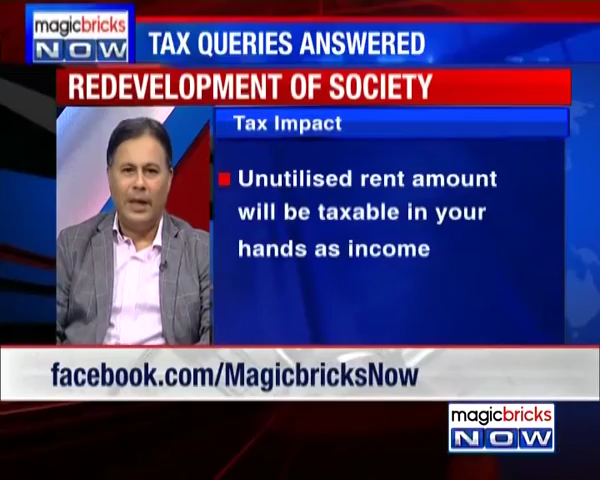 magicbricks
NOW
TAX QUERIES ANSWERED
REDEVELOPMENT OF SOCIETY
Tax Impact
Unutilised rent amount
will be taxable in your
hands as income
facebook.com/MagicbricksNow
magicbricks
NOW